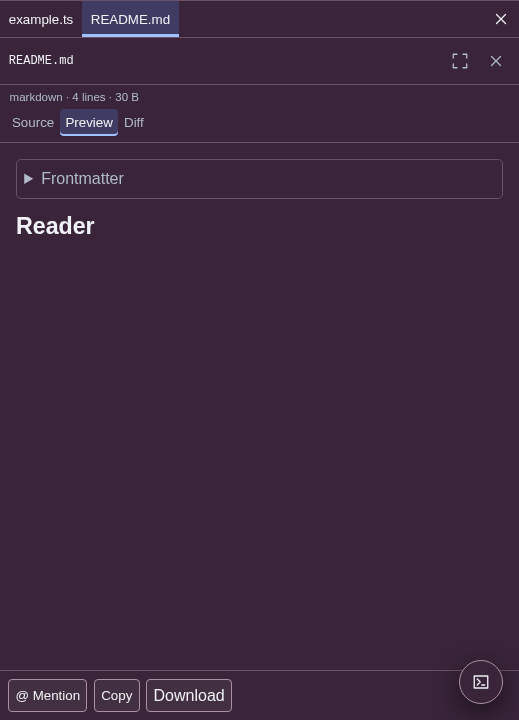 example.ts README.md
README.md
markdown · 4 lines · 30 B
Source Preview Diff
Frontmatter
Reader
@ Mention Copy Download